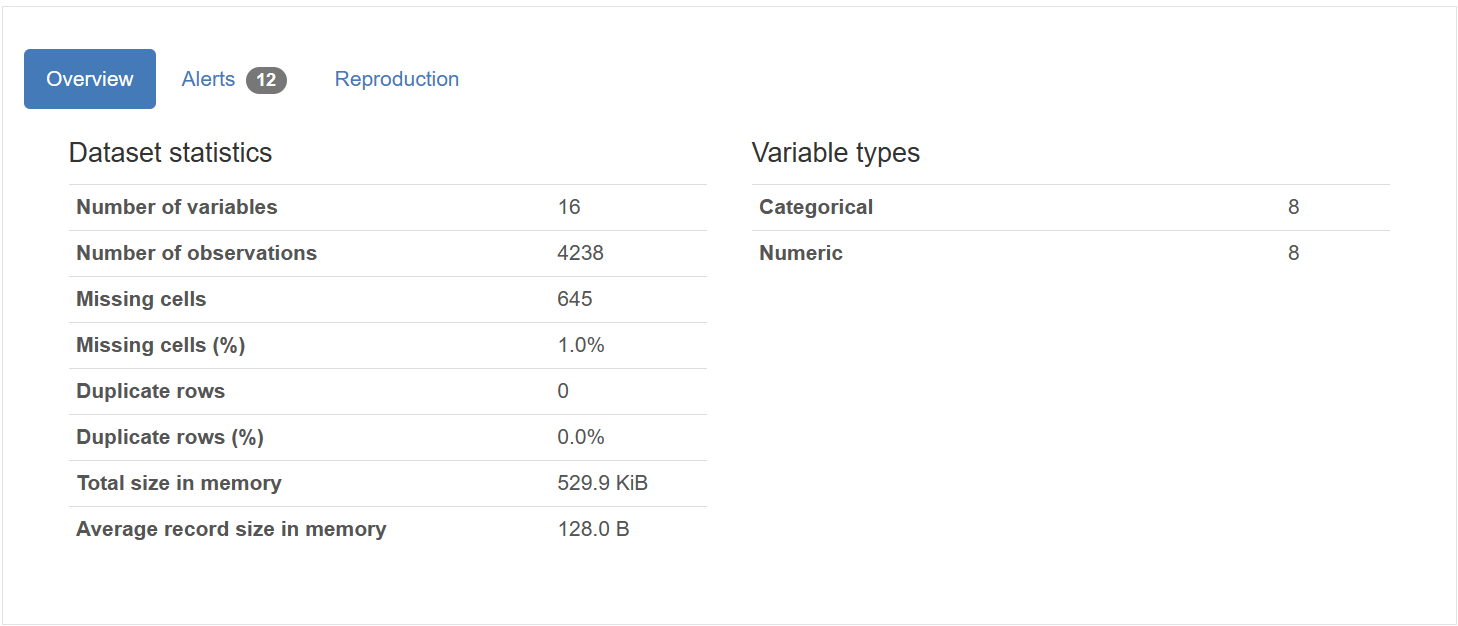 Overview Alerts 12 Reproduction
Dataset statistics
Number of variables 16
Number of observations 4238
Missing cells 645
Missing cells (%) 1.0%
Duplicate rows 0
Duplicate rows (%) 0.0%
Total size in memory 529.9 KiB
Average record size in memory 128.0 B
Variable types
Categorical 8
Numeric 8